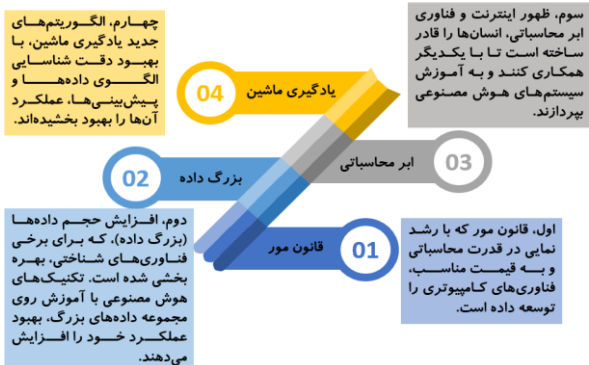 سوم، ظهور اینترنت و فناوری
ابر محاسباتی، انسان‌ها را قادر
ساخته است تا با یکدیگر
همکاری کنند و به آموزش
سیستم‌های هوش مصنوعی
بپردازند.
چهارم، الگوریتم‌های
جدید یادگیری ماشین، با
بهبود دقت شناسایی
الگوی داده‌ها و
پیش‌بینی‌ها، عملکرد
آن‌ها را بهبود بخشیده‌اند.
یادگیری ماشین
04
ابر محاسباتی
03
بزرگ داده
02
قانون مور
01
اول، قانون مور که با رشد
نمایی در قدرت محاسباتی
و به قیمت مناسب،
فناوری‌های کامپیوتری را
توسعه داده است.
دوم، افزایش حجم داده‌ها
(بزرگ داده)، که برای برخی
فناوری‌های شناختی، بهره
بخشی شده است. تکنیک‌های
هوش مصنوعی با آموزش روی
مجموعه داده‌های بزرگ، بهبود
عملکرد خود را افزایش
می‌دهند.